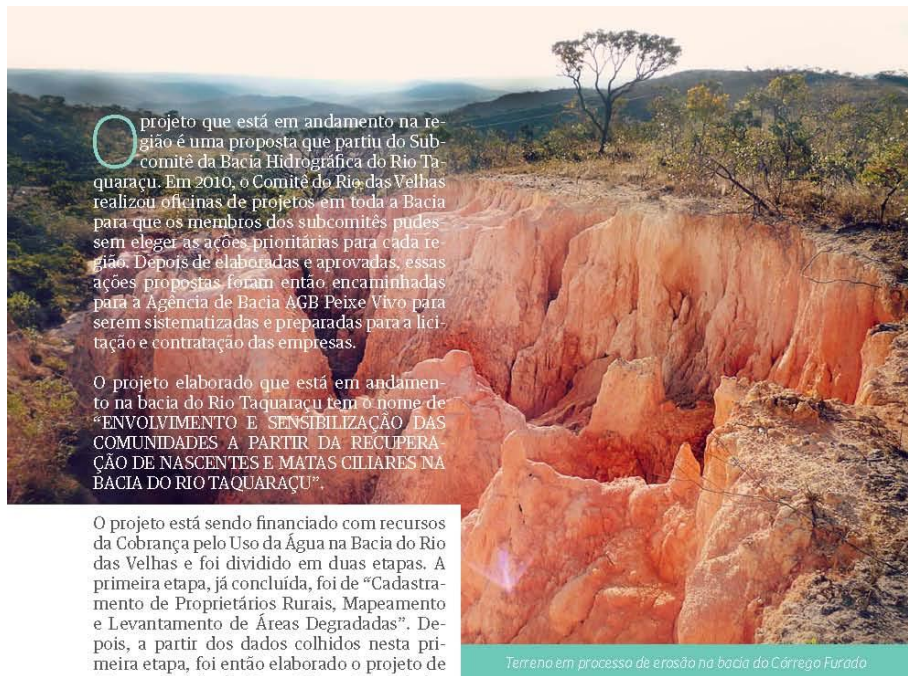 O projeto que está em andamento na re-
gião é uma proposta que partiu do Sub-
comitê da Bacia Hidrográfica do Rio Ta-
quaraçu. Em 2010, o Comitê do Rio das Velhas
realizou oficinas de projetos em toda a Bacia
para que os membros dos subcomitês pudes-
sem eleger as ações prioritárias para cada re-
gião. Depois de elaboradas e aprovadas, essas
ações propostas foram então encaminhadas
para a Agência de Bacia AGB Peixe Vivo para
serem sistematizadas e preparadas para a lici-
tação e contratação das empresas.
O projeto elaborado que está em andamen-
to na bacia do Rio Taquaraçu tem o nome de
“ENVOLVIMENTO E SENSIBILIZAÇÃO DAS
COMUNIDADES A PARTIR DA RECUPERA-
ÇÃO DE NASCENTES E MATAS CILIARES NA
BACIA DO RIO TAQUARAÇU”.
O projeto está sendo financiado com recursos
da Cobrança pelo Uso da Água na Bacia do Rio
das Velhas e foi dividido em duas etapas. A
primeira etapa, já concluída, foi de “Cadastra-
mento de Proprietários Rurais, Mapeamento
e Levantamento de Áreas Degradadas”. De-
pois, a partir dos dados colhidos nesta pri-
meira etapa, foi então elaborado o projeto de
Terreno em processo de erosão na bacia do Córrego Furado